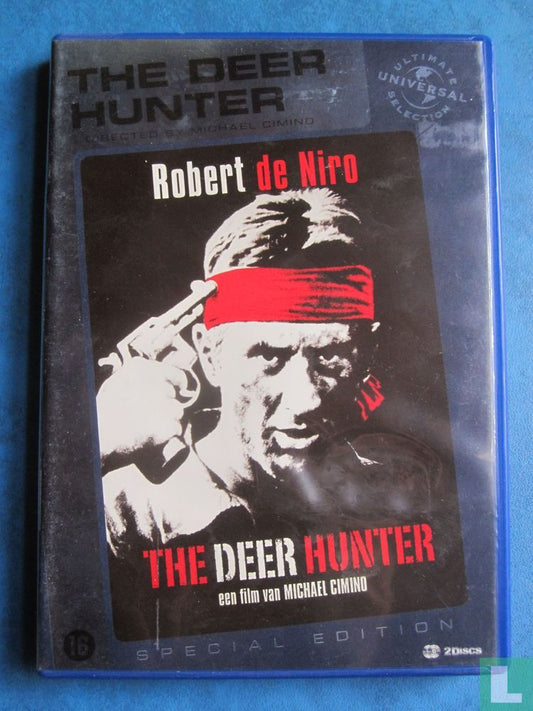 THE DEER
HUNTER
DIRECTED BY MICHAEL CIMINO
ULTIMATE
UNIVERSAL
SELECTION
Robert de Niro
THE DEER HUNTER
een film van MICHAEL CIMINO
16
SPECIAL EDITION
2DISCS
L